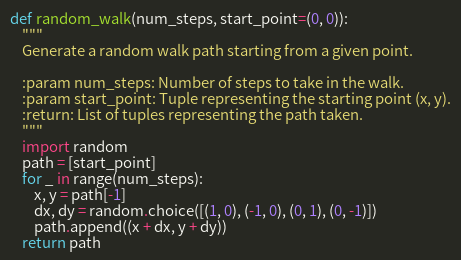 def random_walk(num_steps, start_point=(0, 0)):
    """
    Generate a random walk path starting from a given point.

    :param num_steps: Number of steps to take in the walk.
    :param start_point: Tuple representing the starting point (x, y).
    :return: List of tuples representing the path taken.
    """
    import random
    path = [start_point]
    for _ in range(num_steps):
        x, y = path[-1]
        dx, dy = random.choice([(1, 0), (-1, 0), (0, 1), (0, -1)])
        path.append((x + dx, y + dy))
    return path